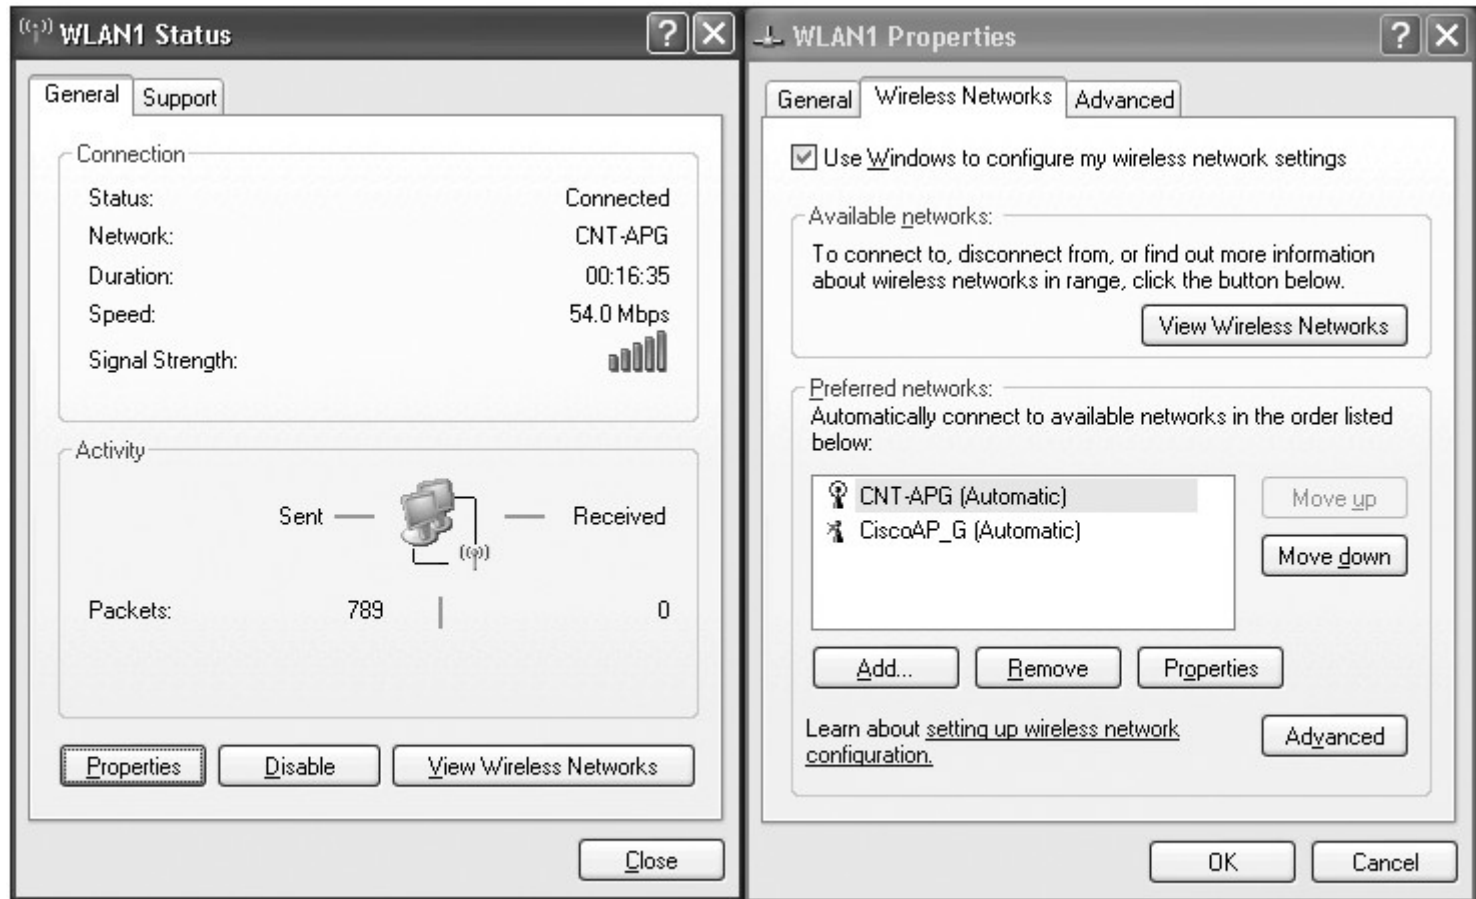 WLAN1 Status
General
Support
Connection
Status: Connected
Network: CNT-APG
Duration: 00:16:35
Speed: 54.0 Mbps
Signal Strength:
Activity
Sent
Received
Packets: 789 0
Properties
Disable
View Wireless Networks
Close
WLAN1 Properties
General
Wireless Networks
Advanced
Use Windows to configure my wireless network settings
Available networks:
To connect to, disconnect from, or find out more information
about wireless networks in range, click the button below.
View Wireless Networks
Preferred networks:
Automatically connect to available networks in the order listed
below:
CNT-APG (Automatic)
CiscoAP_G (Automatic)
Move up
Move down
Add...
Remove
Properties
Learn about setting up wireless network
configuration.
Advanced
OK
Cancel